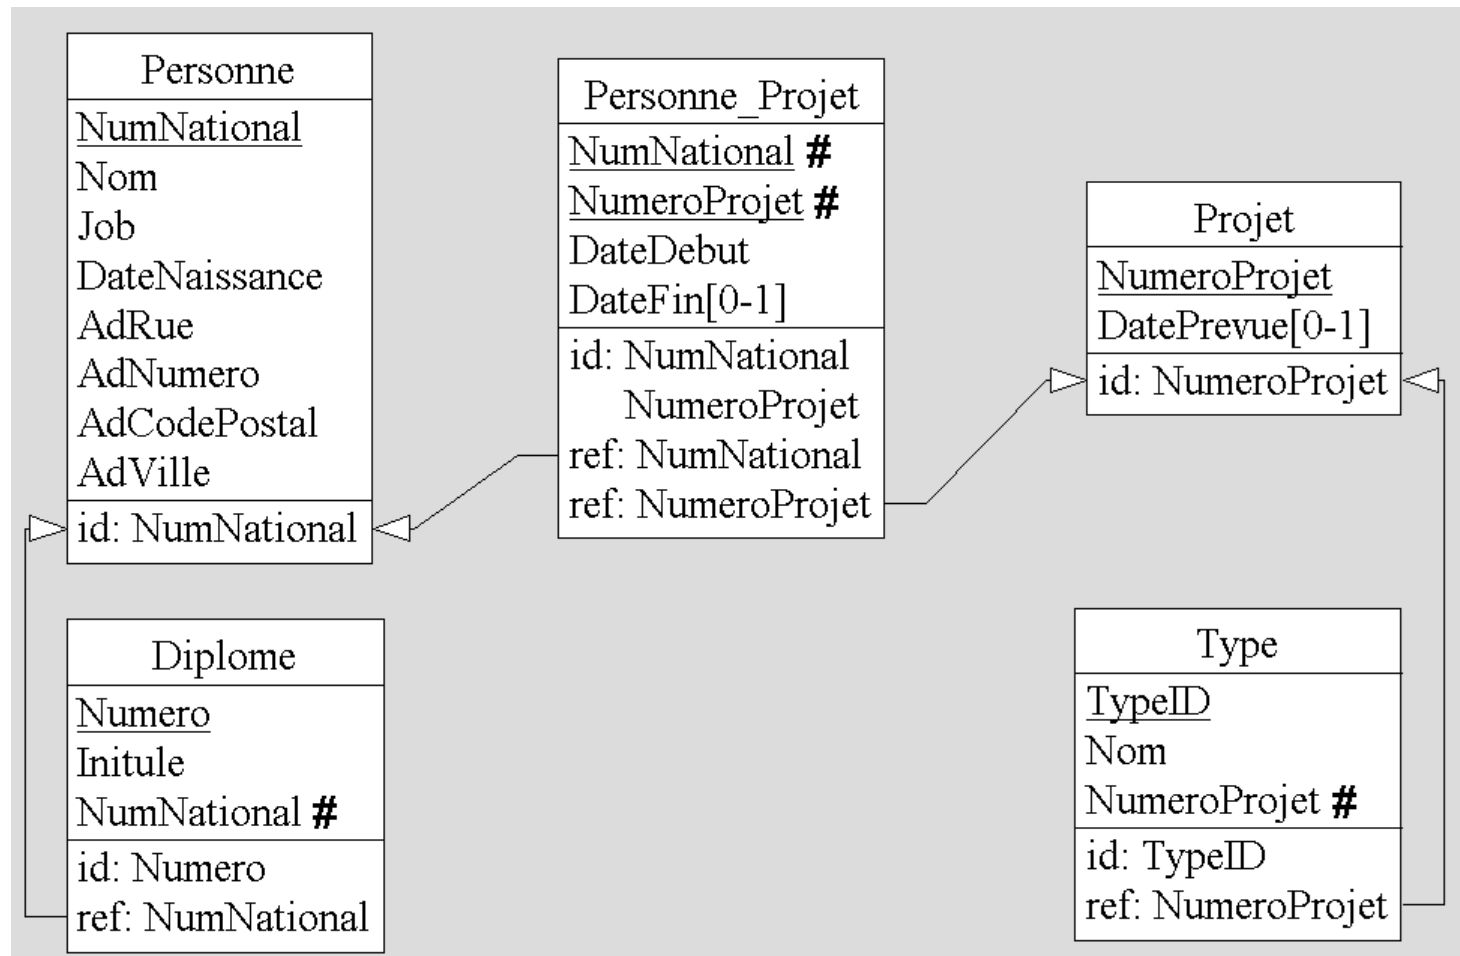 Personne
NumNational
Nom
Job
DateNaissance
AdRue
AdNumero
AdCodePostal
AdVille
id: NumNational
Personne_Projet
NumNational #
NumeroProjet #
DateDebut
DateFin[0-1]
id: NumNational
NumeroProjet
ref: NumNational
ref: NumeroProjet
Projet
NumeroProjet
DatePrevue[0-1]
id: NumeroProjet
Diplome
Numero
Initule
NumNational #
id: Numero
ref: NumNational
Type
TypeID
Nom
NumeroProjet #
id: TypeID
ref: NumeroProjet